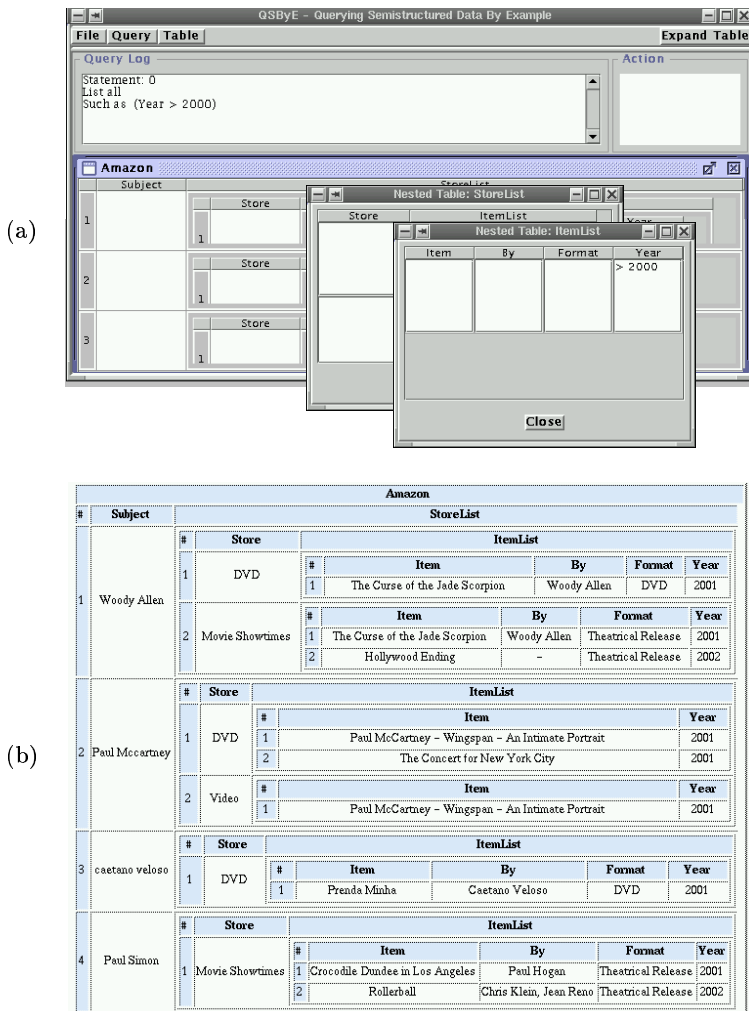 QSByE - Querying Semistructured Data By Example
File Query Table Expand Table
Query Log Action
Statement: 0
List all
Such as (Year > 2000)
Amazon
Subject StoreList
(a)
1 Store Year
1
2 Store
1
3 Store
1
Nested Table: StoreList
Store ItemList
Nested Table: ItemList
Item By Format Year
> 2000
Close
(b)
Amazon
# Subject StoreList
1 Woody Allen
# Store ItemList
1 DVD
# Item By Format Year
1 The Curse of the Jade Scorpion Woody Allen DVD 2001
2 Movie Showtimes
# Item By Format Year
1 The Curse of the Jade Scorpion Woody Allen Theatrical Release 2001
2 Hollywood Ending - Theatrical Release 2002
2 Paul Mccartney
# Store ItemList
1 DVD
# Item Year
1 Paul McCartney - Wingspan - An Intimate Portrait 2001
2 The Concert for New York City 2001
2 Video
# Item Year
1 Paul McCartney - Wingspan - An Intimate Portrait 2001
3 caetano veloso
# Store ItemList
1 DVD
# Item By Format Year
1 Prenda Minha Caetano Veloso DVD 2001
4 Paul Simon
# Store ItemList
1 Movie Showtimes
# Item By Format Year
1 Crocodile Dundee in Los Angeles Paul Hogan Theatrical Release 2001
2 Rollerball Chris Klein, Jean Reno Theatrical Release 2002